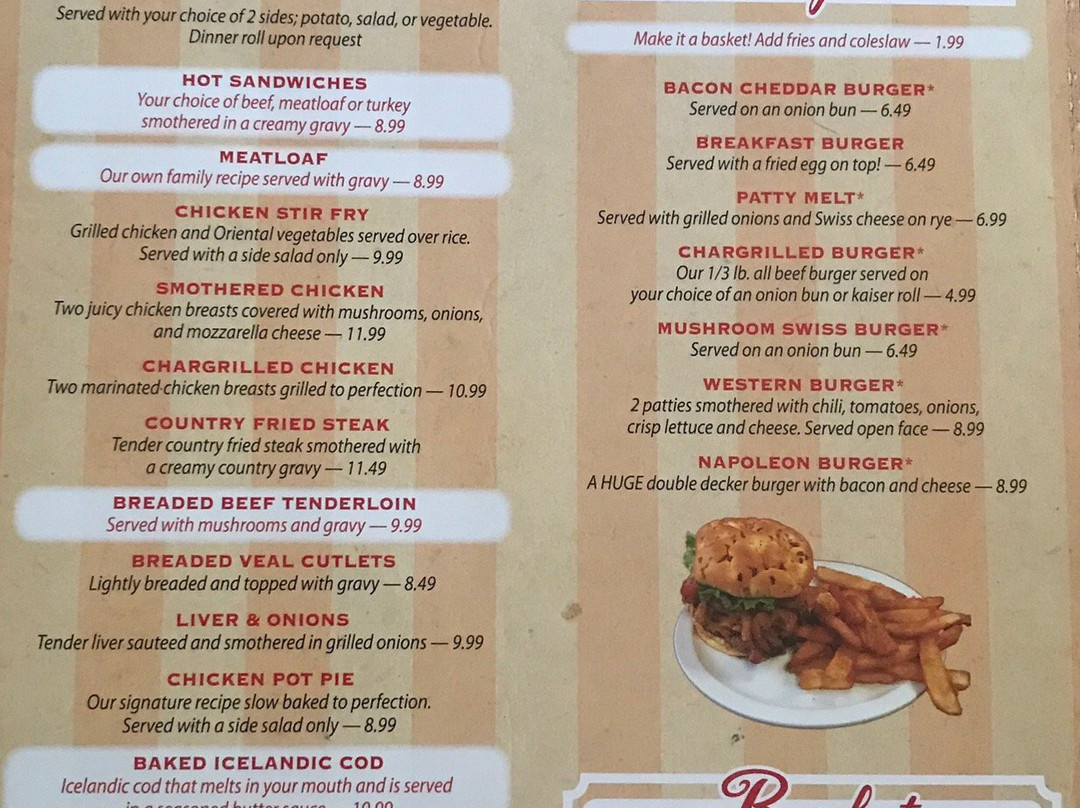 Served with your choice of 2 sides; potato, salad, or vegetable.
Dinner roll upon request
HOT SANDWICHES
Your choice of beef, meatloaf or turkey
smothered in a creamy gravy — 8.99
MEATLOAF
Our own family recipe served with gravy — 8.99
CHICKEN STIR FRY
Grilled chicken and Oriental vegetables served over rice.
Served with a side salad only — 9.99
SMOTHERED CHICKEN
Two juicy chicken breasts covered with mushrooms, onions,
and mozzarella cheese — 11.99
CHARGRILLED CHICKEN
Two marinated chicken breasts grilled to perfection — 10.99
COUNTRY FRIED STEAK
Tender country fried steak smothered with
a creamy country gravy — 11.49
BREADED BEEF TENDERLOIN
Served with mushrooms and gravy — 9.99
BREADED VEAL CUTLETS
Lightly breaded and topped with gravy — 8.49
LIVER & ONIONS
Tender liver sauteed and smothered in grilled onions — 9.99
CHICKEN POT PIE
Our signature recipe slow baked to perfection.
Served with a side salad only — 8.99
BAKED ICELANDIC COD
Icelandic cod that melts in your mouth and is served
in a seasoned butter sauce — 10.99
Make it a basket! Add fries and coleslaw — 1.99
BACON CHEDDAR BURGER*
Served on an onion bun — 6.49
BREAKFAST BURGER
Served with a fried egg on top! — 6.49
PATTY MELT*
Served with grilled onions and Swiss cheese on rye — 6.99
CHARGRILLED BURGER*
Our 1/3 lb. all beef burger served on
your choice of an onion bun or kaiser roll — 4.99
MUSHROOM SWISS BURGER*
Served on an onion bun — 6.49
WESTERN BURGER*
2 patties smothered with chili, tomatoes, onions,
crisp lettuce and cheese. Served open face — 8.99
NAPOLEON BURGER*
A HUGE double decker burger with bacon and cheese — 8.99